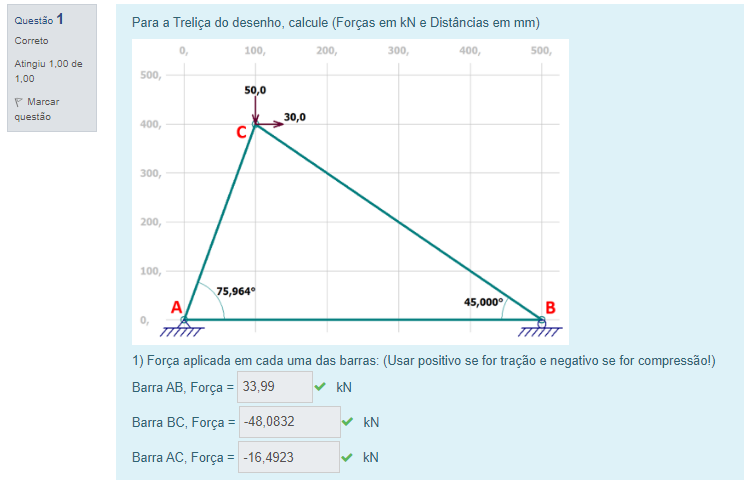 Questão 1
Correto
Atingiu 1,00 de
1,00
Marcar
questão
Para a Treliça do desenho, calcule (Forças em kN e Distâncias em mm)
0, 100, 200, 300, 400, 500,
500,
50,0
400, C 30,0
300,
200,
100,
75,964º
A 45,000º B
0,
1) Força aplicada em cada uma das barras: (Usar positivo se for tração e negativo se for compressão!)
Barra AB, Força = 33,99 kN
Barra BC, Força = -48,0832 kN
Barra AC, Força = -16,4923 kN